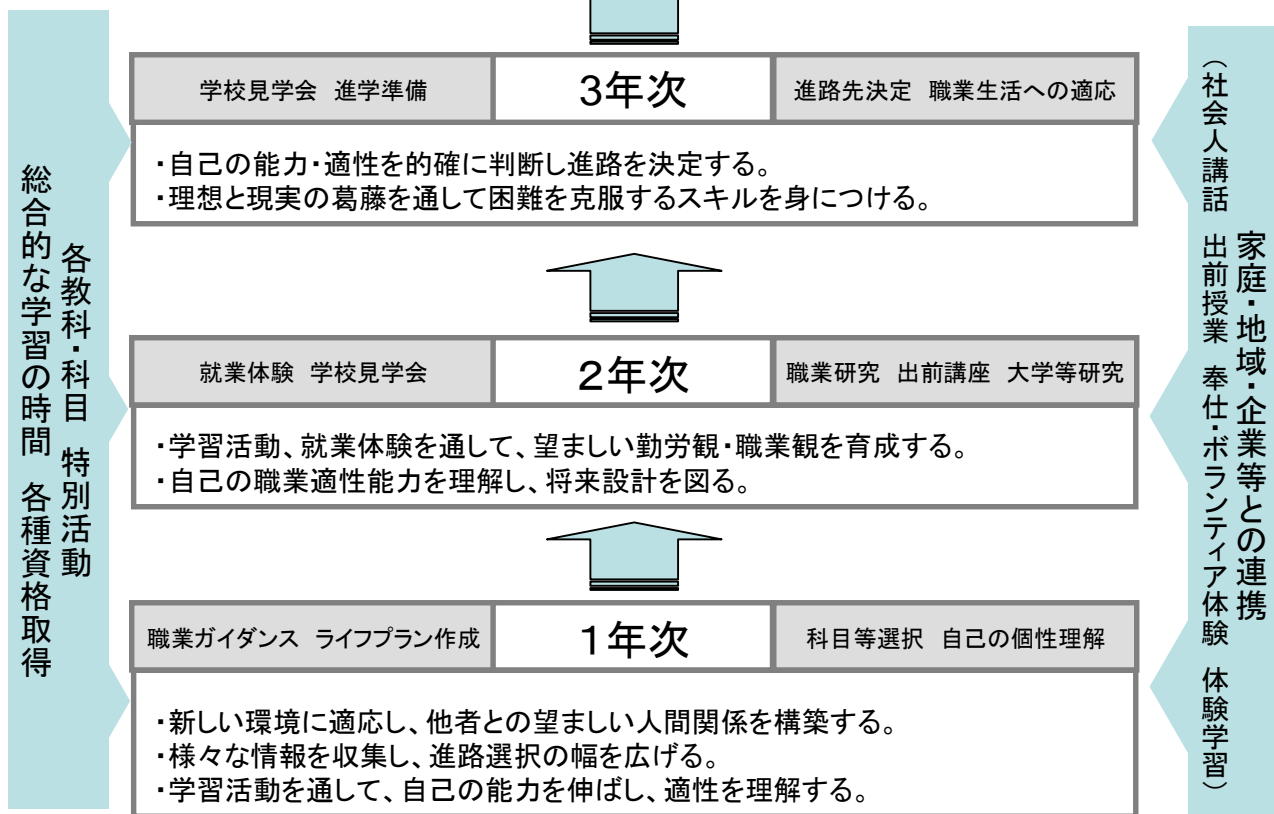 総合的な学習の時間 各種資格取得
各教科・科目 特別活動
学校見学会 進学準備
3年次
進路先決定 職業生活への適応
・自己の能力・適性を的確に判断し進路を決定する。
・理想と現実の葛藤を通して困難を克服するスキルを身につける。
就業体験 学校見学会
2年次
職業研究 出前講座 大学等研究
・学習活動、就業体験を通して、望ましい勤労観・職業観を育成する。
・自己の職業適性能力を理解し、将来設計を図る。
職業ガイダンス ライフプラン作成
1年次
科目等選択 自己の個性理解
・新しい環境に適応し、他者との望ましい人間関係を構築する。
・様々な情報を収集し、進路選択の幅を広げる。
・学習活動を通して、自己の能力を伸ばし、適性を理解する。
家庭・地域・企業等との連携
（社会人講話 出前授業 奉仕・ボランティア体験 体験学習）